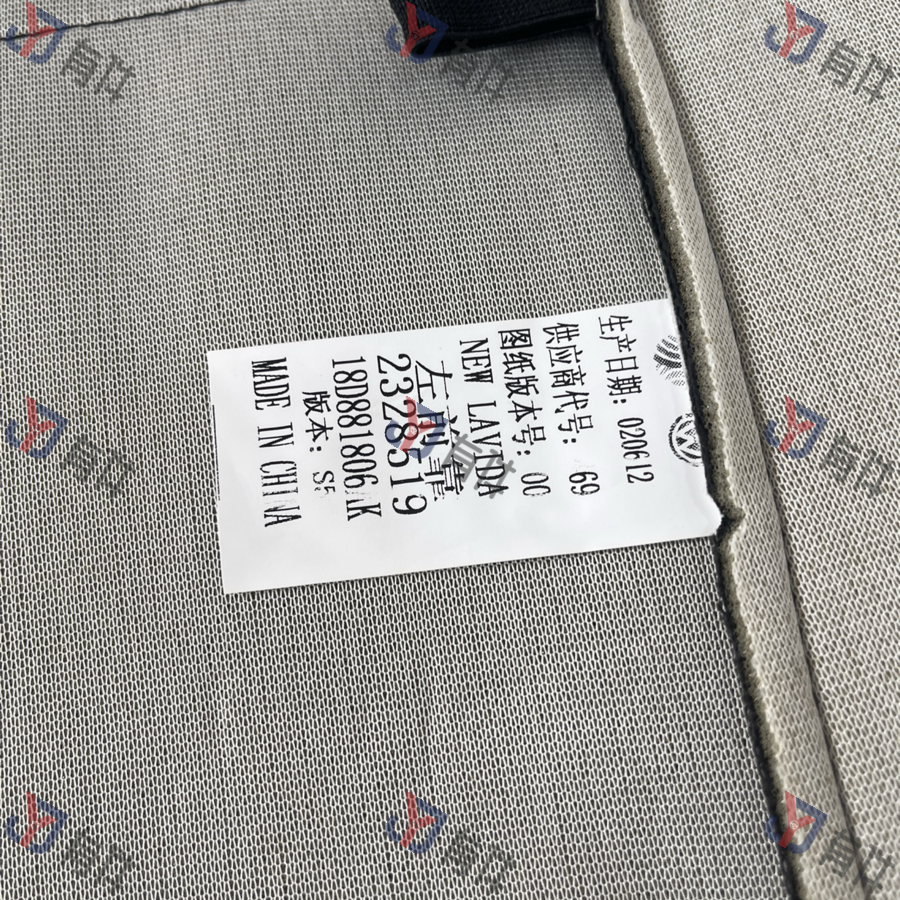 生产日期: 020612
供应商代号: 69
图纸版本号: 00
NEW LAVIDA
左前靠
2328519
18D881806
版本: S5
MADE IN CHINA